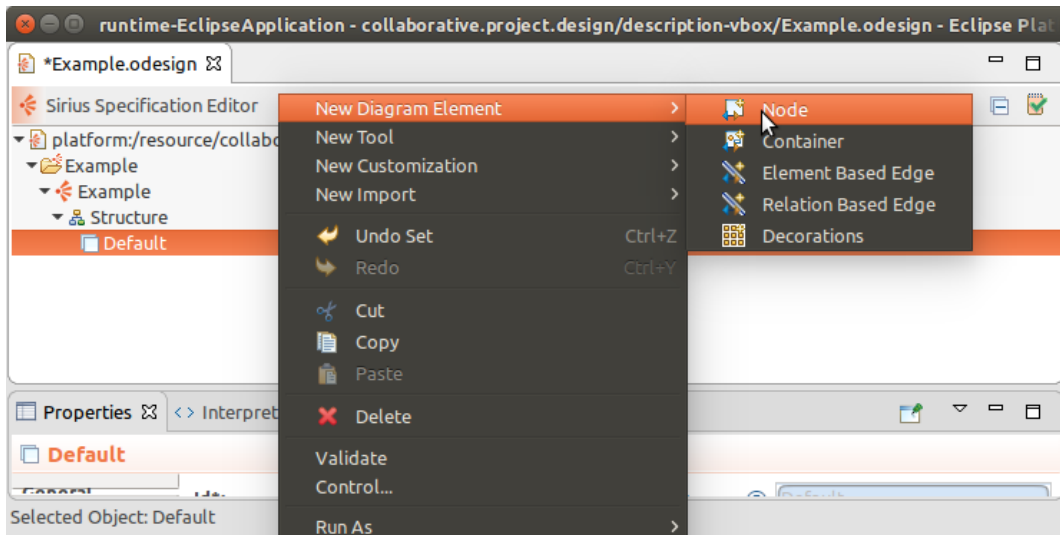 runtime-EclipseApplication - collaborative.project.design/description-vbox/Example.odesign - Eclipse Plat
*Example.odesign
Sirius Specification Editor
platform:/resource/collabo
Example
Example
Structure
Default
New Diagram Element
New Tool
New Customization
New Import
Undo Set Ctrl+Z
Redo Ctrl+Y
Cut
Copy
Paste
Delete
Validate
Control...
Run As
Node
Container
Element Based Edge
Relation Based Edge
Decorations
Properties <> Interpret
Default
General Id*: Default
Selected Object: Default